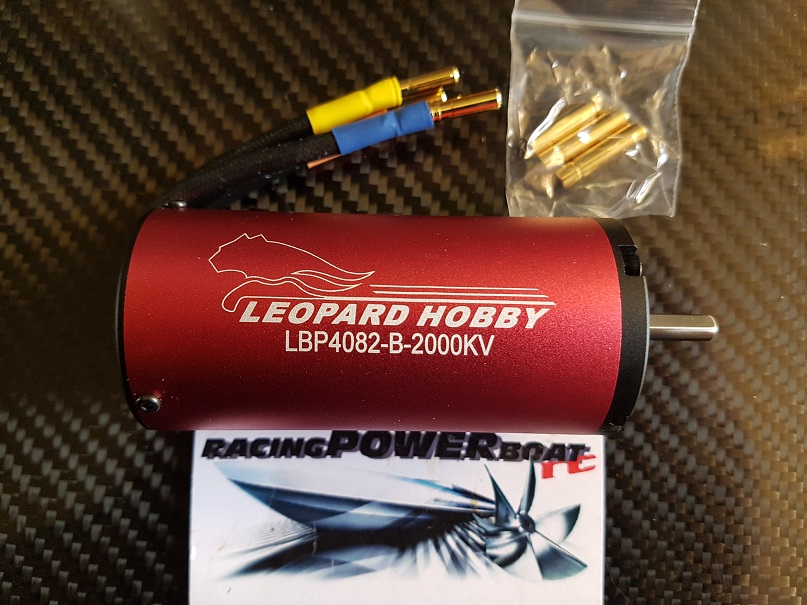 LEOPARD HOBBY
LBP4082-B-2000KV
RACINGPOWERBOAT
rc